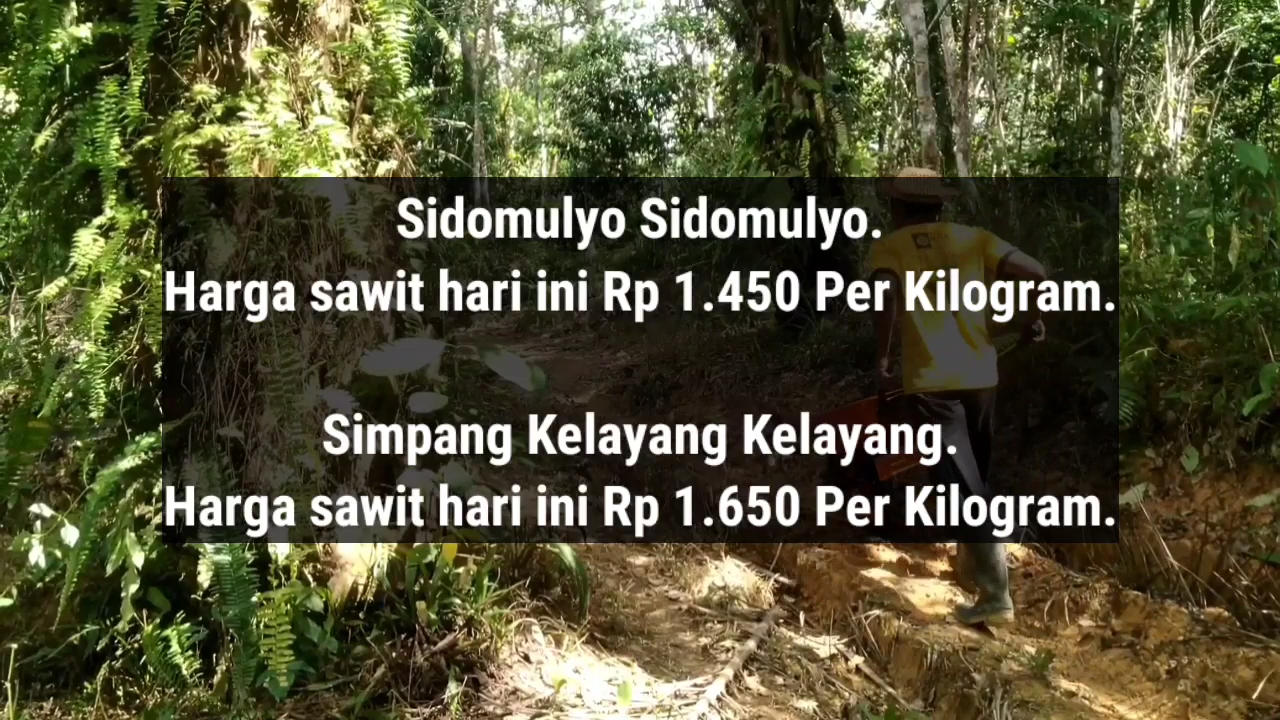 Sidomulyo Sidomulyo.
Harga sawit hari ini Rp 1.450 Per Kilogram.
Simpang Kelayang Kelayang.
Harga sawit hari ini Rp 1.650 Per Kilogram.